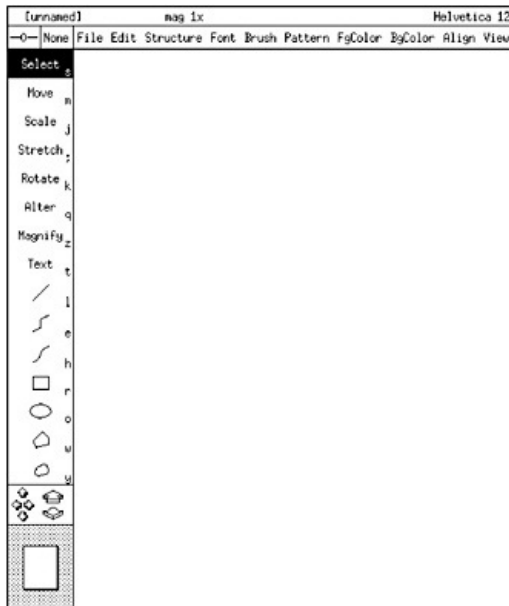 [unnamed] mag 1x Helvetica 12
None File Edit Structure Font Brush Pattern FgColor BgColor Align View
Select s
Move m
Scale j
Stretch ;
Rotate k
Alter q
Magnify z
Text t
l
e
h
r
o
w
y